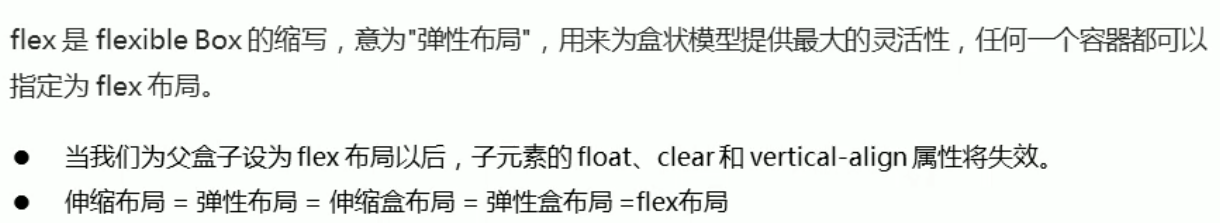 flex 是 flexible Box 的缩写，意为"弹性布局"，用来为盒状模型提供最大的灵活性，任何一个容器都可以
指定为 flex 布局。
● 当我们为父盒子设为 flex 布局以后，子元素的 float、clear 和 vertical-align 属性将失效。
● 伸缩布局 = 弹性布局 = 伸缩盒布局 = 弹性盒布局 =flex布局